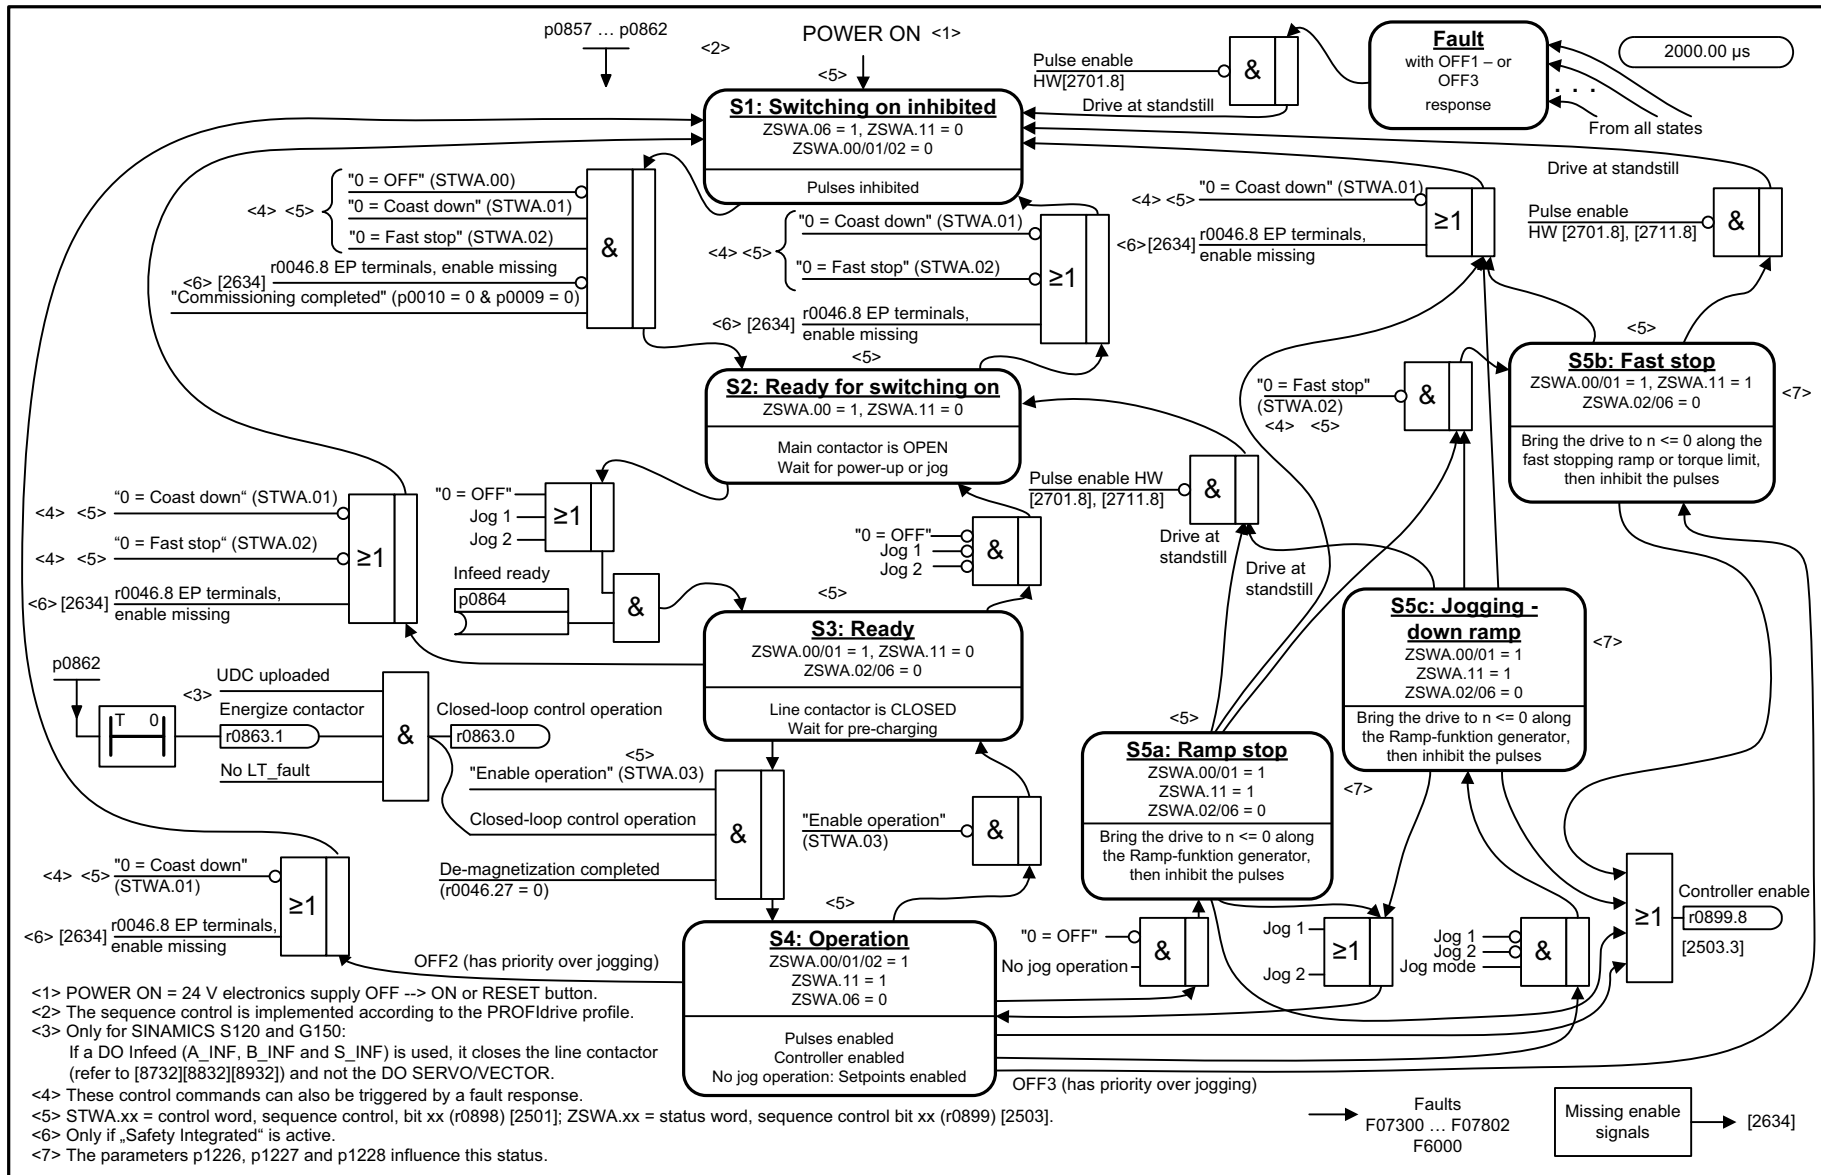 p0857 … p0862
<2>
POWER ON <1>
<5>
Pulse enable
HW[2701.8]
&
Drive at standstill
Fault
with OFF1 – or
OFF3
response
. . .
From all states
2000.00 µs
S1: Switching on inhibited
ZSWA.06 = 1, ZSWA.11 = 0
ZSWA.00/01/02 = 0
Pulses inhibited
<4> <5>
"0 = OFF" (STWA.00)
"0 = Coast down" (STWA.01)
"0 = Fast stop" (STWA.02)
r0046.8 EP terminals, enable missing
<6> [2634]
"Commissioning completed" (p0010 = 0 & p0009 = 0)
&
<4> <5>
"0 = Coast down" (STWA.01)
"0 = Fast stop" (STWA.02)
<6> [2634]
r0046.8 EP terminals,
enable missing
≥1
<4> <5>
"0 = Coast down" (STWA.01)
<6>[2634]
r0046.8 EP terminals,
enable missing
≥1
Drive at standstill
Pulse enable
HW [2701.8], [2711.8]
&
<5>
S2: Ready for switching on
ZSWA.00 = 1, ZSWA.11 = 0
Main contactor is OPEN
Wait for power-up or jog
"0 = Fast stop"
(STWA.02)
<4> <5>
&
<5>
S5b: Fast stop
ZSWA.00/01 = 1, ZSWA.11 = 1
ZSWA.02/06 = 0
Bring the drive to n <= 0 along the
fast stopping ramp or torque limit,
then inhibit the pulses
<7>
"0 = OFF"
Jog 1
Jog 2
≥1
Infeed ready
p0864
&
"0 = OFF"
Jog 1
Jog 2
&
Pulse enable HW
[2701.8], [2711.8]
&
Drive at
standstill
Drive at
standstill
<4> <5>
“0 = Coast down“ (STWA.01)
<4> <5>
“0 = Fast stop“ (STWA.02)
<6> [2634]
r0046.8 EP terminals,
enable missing
≥1
<5>
S3: Ready
ZSWA.00/01 = 1, ZSWA.11 = 0
ZSWA.02/06 = 0
Line contactor is CLOSED
Wait for pre-charging
S5c: Jogging -
down ramp
ZSWA.00/01 = 1
ZSWA.11 = 1
ZSWA.02/06 = 0
Bring the drive to n <= 0 along
the Ramp-funktion generator,
then inhibit the pulses
<7>
p0862
T 0
<3>
UDC uploaded
Energize contactor
r0863.1
No LT_fault
&
Closed-loop control operation
r0863.0
<5>
"Enable operation" (STWA.03)
Closed-loop control operation
De-magnetization completed
(r0046.27 = 0)
&
"Enable operation"
(STWA.03)
&
<5>
S5a: Ramp stop
ZSWA.00/01 = 1
ZSWA.11 = 1
ZSWA.02/06 = 0
Bring the drive to n <= 0 along
the Ramp-funktion generator,
then inhibit the pulses
<7>
<4> <5>
"0 = Coast down"
(STWA.01)
<6> [2634]
r0046.8 EP terminals,
enable missing
≥1
<5>
S4: Operation
ZSWA.00/01/02 = 1
ZSWA.11 = 1
ZSWA.06 = 0
Pulses enabled
Controller enabled
No jog operation: Setpoints enabled
OFF2 (has priority over jogging)
"0 = OFF"
No jog operation
&
Jog 1
Jog 2
≥1
Jog 1
Jog 2
Jog mode
&
≥1
Controller enable
r0899.8
[2503.3]
OFF3 (has priority over jogging)
<1> POWER ON = 24 V electronics supply OFF --> ON or RESET button.
<2> The sequence control is implemented according to the PROFIdrive profile.
<3> Only for SINAMICS S120 and G150:
If a DO Infeed (A_INF, B_INF and S_INF) is used, it closes the line contactor
(refer to [8732][8832][8932]) and not the DO SERVO/VECTOR.
<4> These control commands can also be triggered by a fault response.
<5> STWA.xx = control word, sequence control, bit xx (r0898) [2501]; ZSWA.xx = status word, sequence control bit xx (r0899) [2503].
<6> Only if „Safety Integrated“ is active.
<7> The parameters p1226, p1227 and p1228 influence this status.
Faults
F07300 … F07802
F6000
Missing enable
signals
[2634]